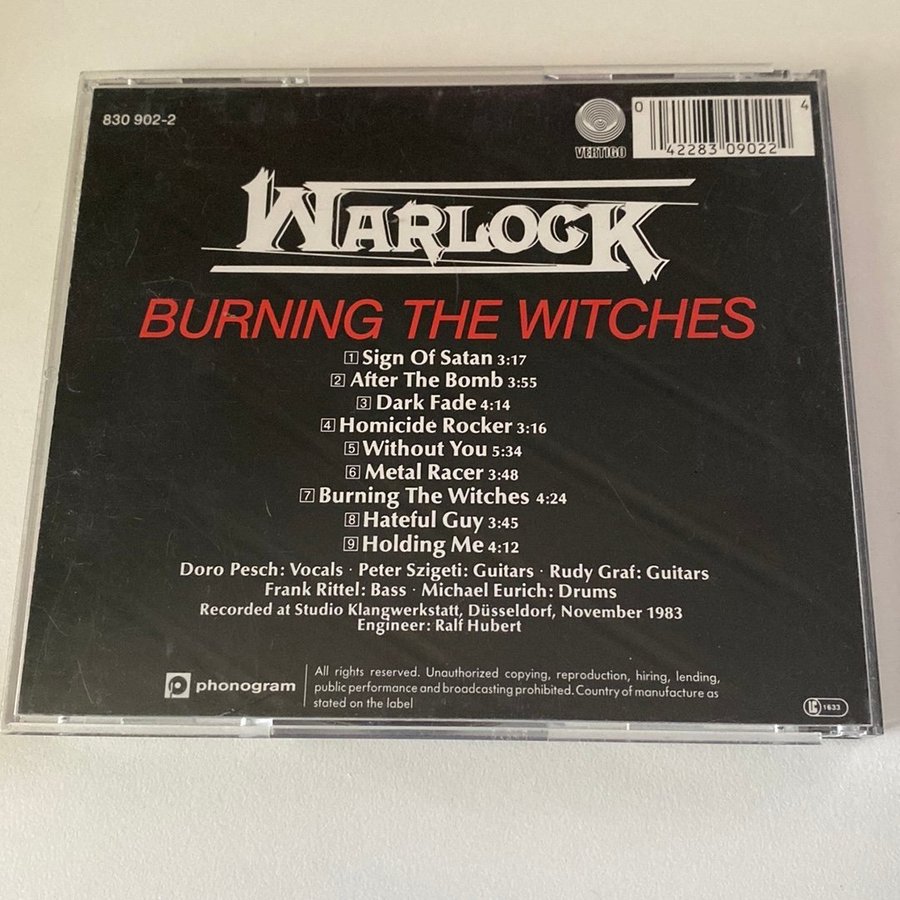 830 902-2
VERTIGO
0 42283 09022 4
WARLOCK
BURNING THE WITCHES
1 Sign Of Satan 3:17
2 After The Bomb 3:55
3 Dark Fade 4:14
4 Homicide Rocker 3:16
5 Without You 5:34
6 Metal Racer 3:48
7 Burning The Witches 4:24
8 Hateful Guy 3:45
9 Holding Me 4:12
Doro Pesch: Vocals · Peter Szigeti: Guitars · Rudy Graf: Guitars
Frank Rittel: Bass · Michael Eurich: Drums
Recorded at Studio Klangwerkstatt, Düsseldorf, November 1983
Engineer: Ralf Hubert
p phonogram
All rights reserved. Unauthorized copying, reproduction, hiring, lending,
public performance and broadcasting prohibited. Country of manufacture as
stated on the label
LC 1633